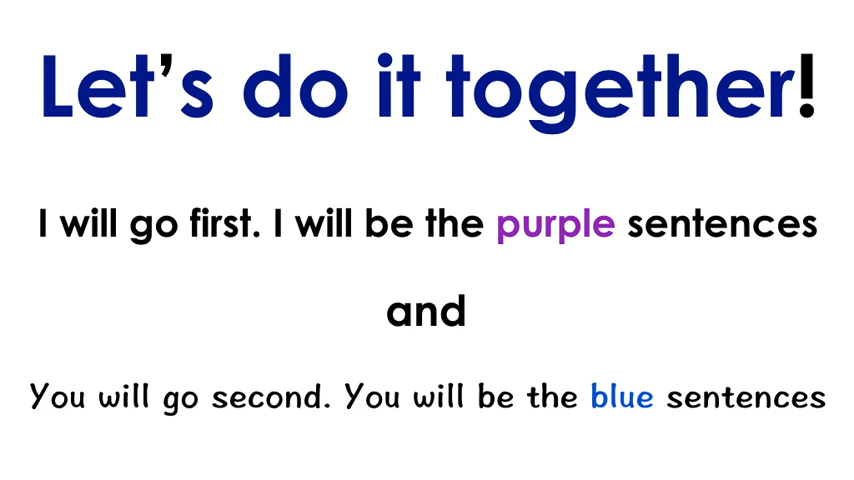 Let’s do it together!
I will go first. I will be the purple sentences
and
You will go second. You will be the blue sentences